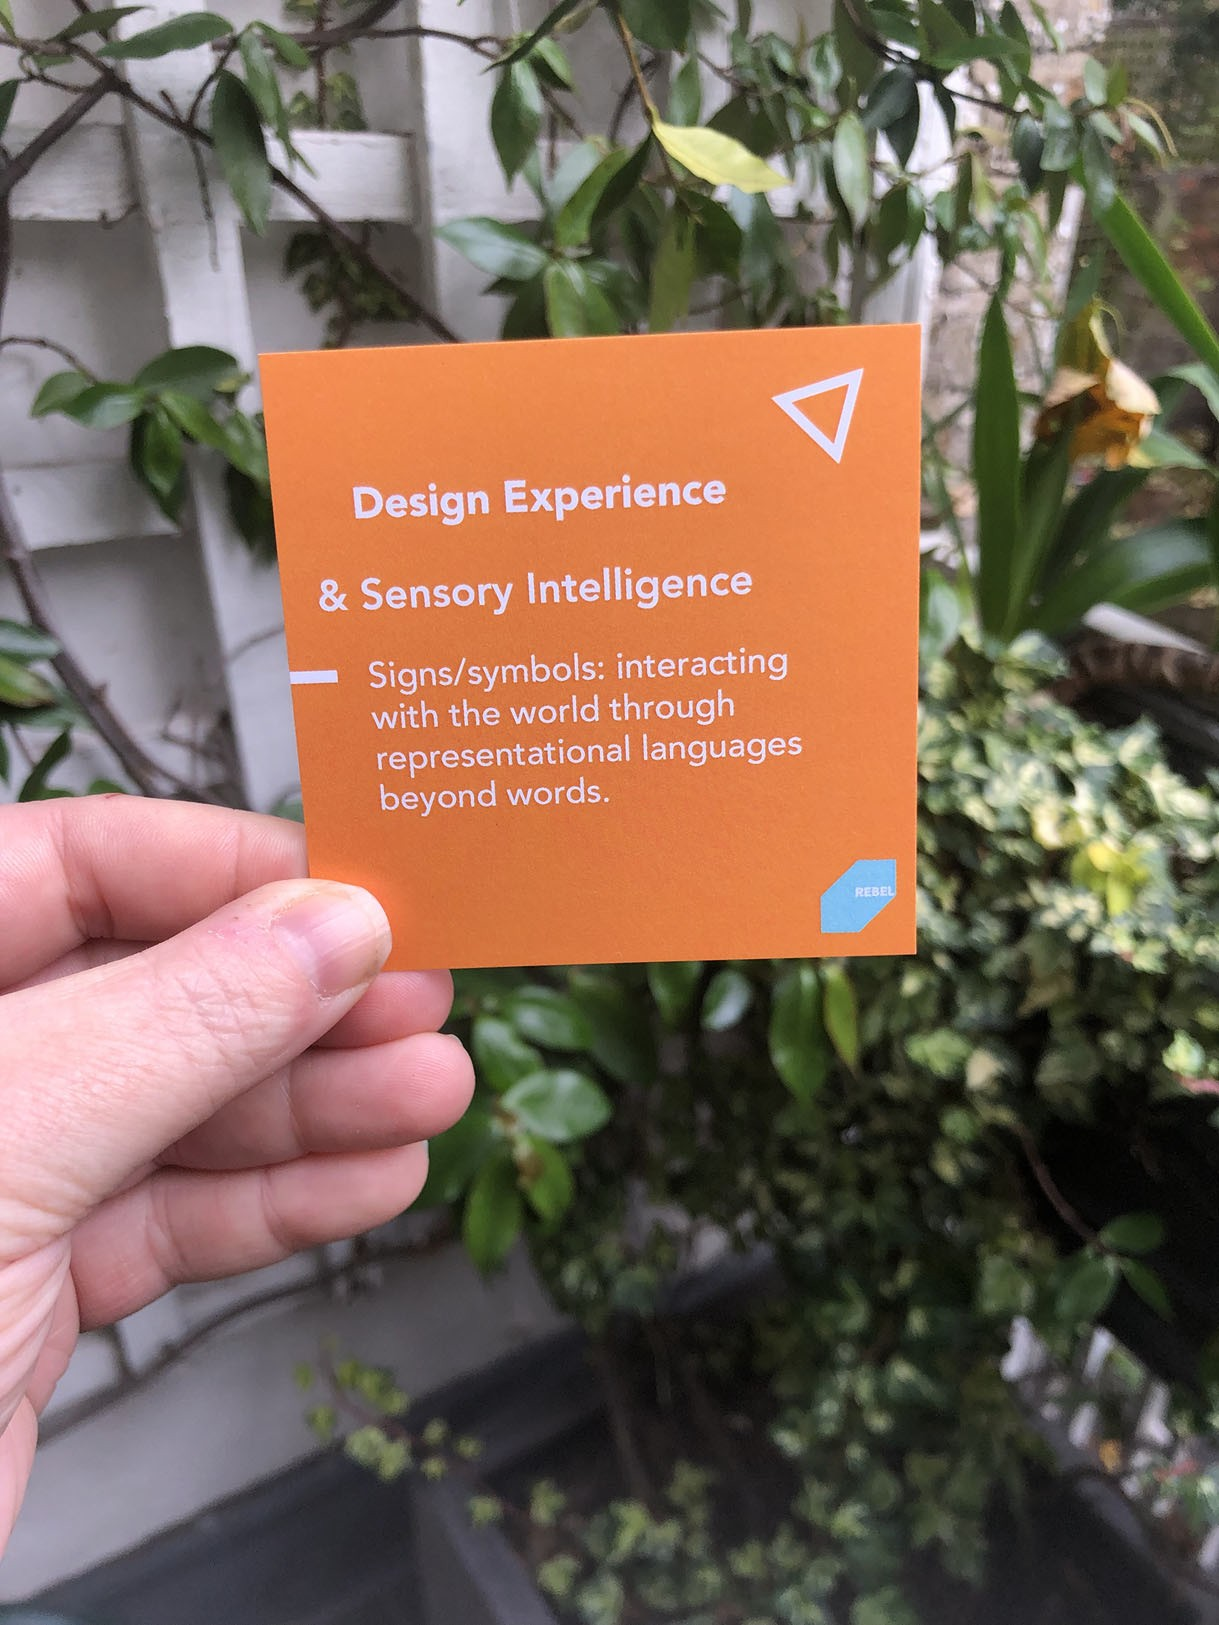 Design Experience
& Sensory Intelligence
Signs/symbols: interacting
with the world through
representational languages
beyond words.
REBEL